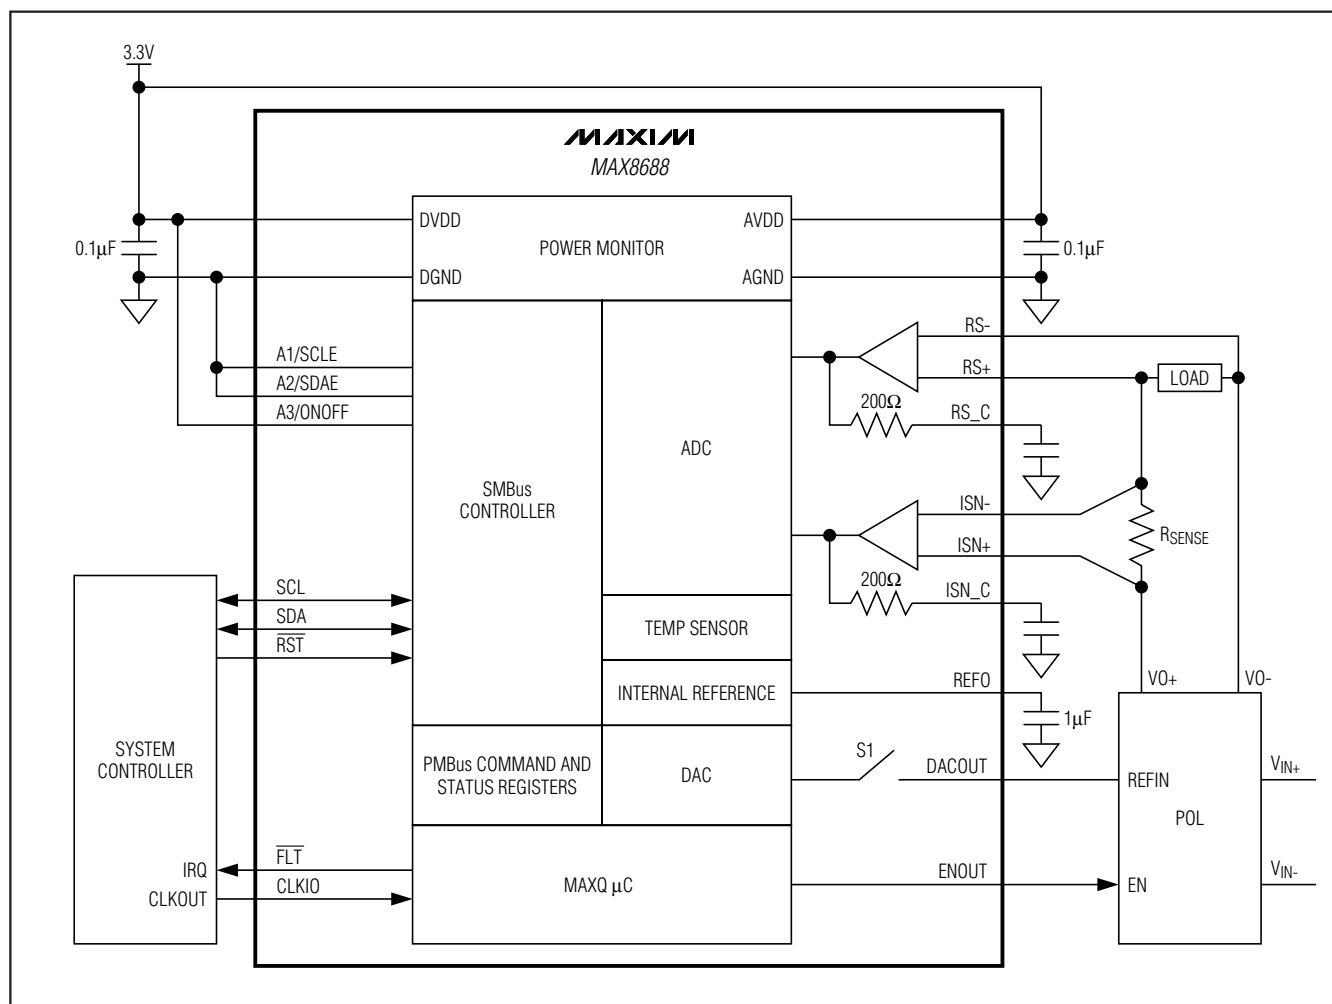 3.3V
MAXIM
MAX8688
DVDD
AVDD
0.1μF
POWER MONITOR
0.1μF
DGND
AGND
RS-
A1/SCLE
RS+
LOAD
A2/SDAE
200Ω
A3/ONOFF
RS_C
ADC
SMBus
CONTROLLER
ISN-
RSENSE
ISN+
200Ω
SCL
ISN_C
SDA
TEMP SENSOR
RST
INTERNAL REFERENCE
REFO
VO+
VO-
1μF
SYSTEM
CONTROLLER
PMBus COMMAND AND
STATUS REGISTERS
DAC
S1
DACOUT
REFIN
VIN+
POL
FLT
IRQ
MAXQ μC
ENOUT
EN
VIN-
CLKIO
CLKOUT